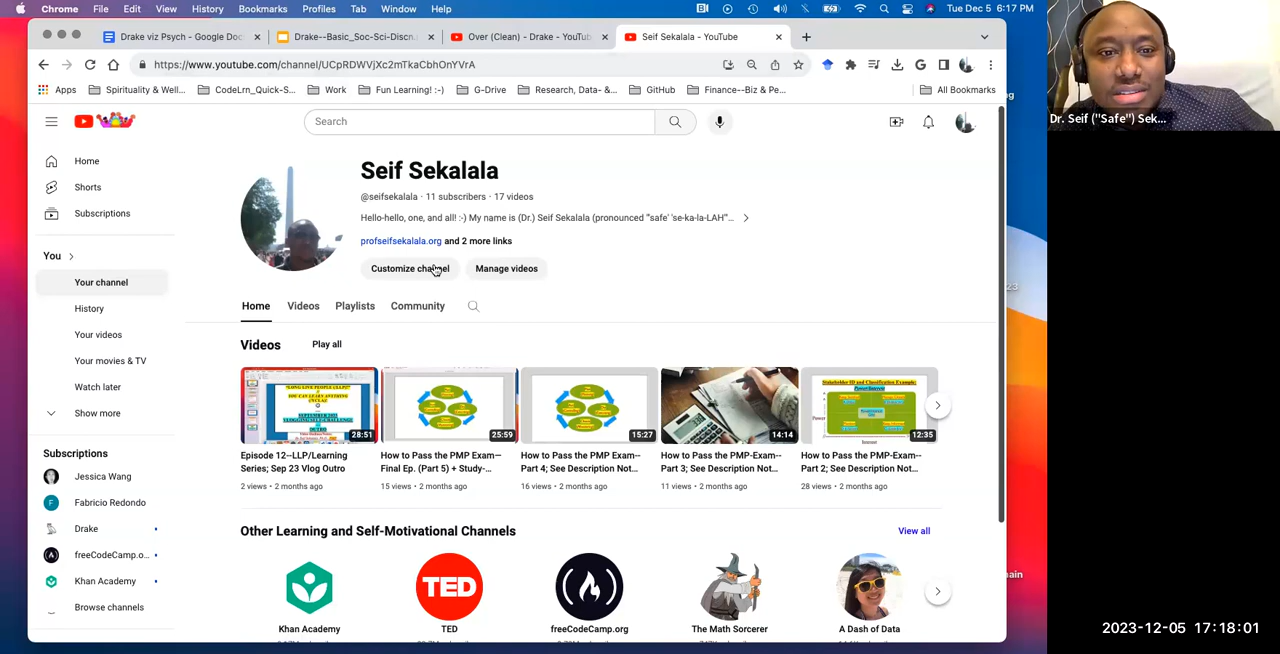 Chrome File Edit View History Bookmarks Profiles Tab Window Help Tue Dec 5 6:17 PM
Drake viz Psych - Google Doc Drake--Basic_Soc-Sci-Discn. Over (Clean) - Drake - YouTub Seif Sekalala - YouTube
https://www.youtube.com/channel/UCpRDWVjXc2mTkaCbhOnYVrA
Apps Spirituality & Well... CodeLrn_Quick-S... Work Fun Learning! :-) G-Drive Research, Data- &... GitHub Finance--Biz & Pe... All Bookmarks
Dr. Seif ("Safe") Sek...
Search
Home
Shorts
Subscriptions
You
Your channel
History
Your videos
Your movies & TV
Watch later
Show more
Subscriptions
Jessica Wang
Fabricio Redondo
Drake
freeCodeCamp.o...
Khan Academy
Browse channels
Seif Sekalala
@seifsekalala · 11 subscribers · 17 videos
Hello-hello, one, and all! :-) My name is (Dr.) Seif Sekalala (pronounced "safe' 'se-ka-la-LAH'"...
profseifsekalala.org and 2 more links
Customize channel Manage videos
Home Videos Playlists Community
Videos Play all
28:51 25:59 15:27 14:14 12:35
Episode 12--LLP/Learning
Series; Sep 23 Vlog Outro
2 views • 2 months ago
How to Pass the PMP Exam—
Final Ep. (Part 5) + Study-...
15 views • 2 months ago
How to Pass the PMP-Exam--
Part 4; See Description Not...
16 views • 2 months ago
How to Pass the PMP-Exam--
Part 3; See Description Not...
11 views • 2 months ago
How to Pass the PMP-Exam--
Part 2; See Description Not...
28 views • 2 months ago
Other Learning and Self-Motivational Channels View all
TED
Khan Academy TED freeCodeCamp.org The Math Sorcerer A Dash of Data
2023-12-05 17:18:01